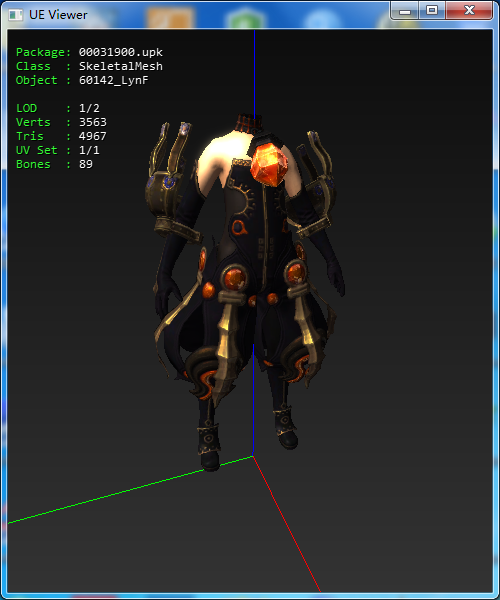 UE Viewer
Package: 00031900.upk
Class : SkeletalMesh
Object : 60142_LynF
LOD : 1/2
Verts : 3563
Tris : 4967
UV Set : 1/1
Bones : 89